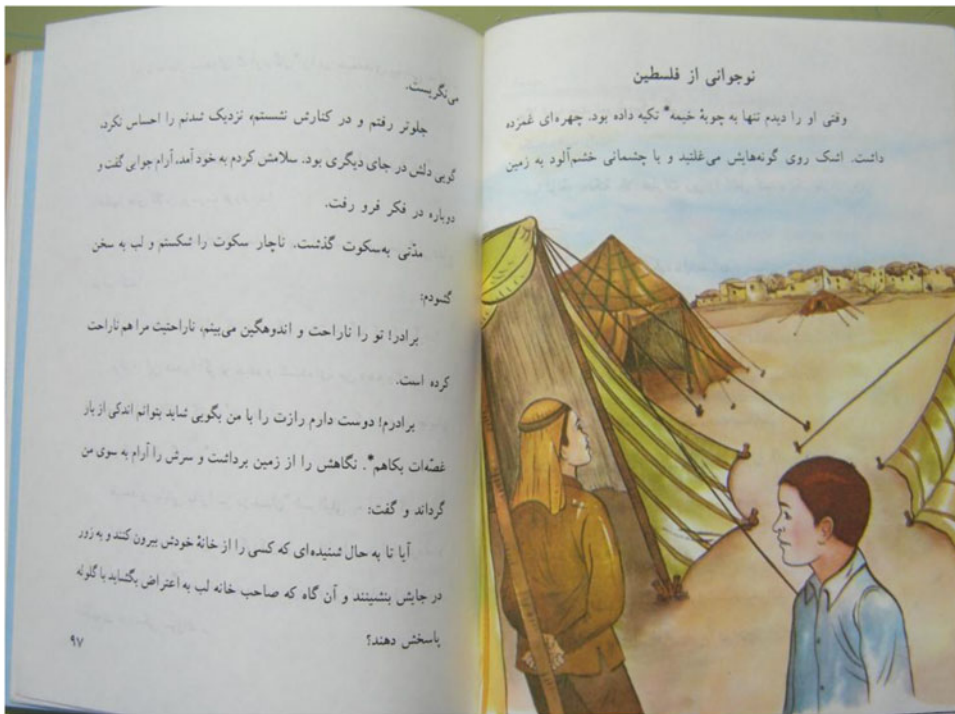 نوجوانی از فلسطین
وقتی او را دیدم تنها به چوبهٔ خیمه* تکیه داده بود. چهره‌ای غمزده
داشت. اشک روی گونه‌هایش می‌غلتید و با چشمانی خشم‌آلود به زمین
می‌نگریست.
جلوتر رفتم و در کنارش نشستم، نزدیک شدنم را احساس نکرد.
گویی دلش در جای دیگری بود. سلامش کردم به خود آمد، آرام جوابی گفت و
دوباره در فکر فرو رفت.
مدّتی به‌سکوت گذشت. ناچار سکوت را شکستم و لب به سخن
گشودم:
برادر! تو را ناراحت و اندوهگین می‌بینم، ناراحتیت مرا هم ناراحت
کرده است.
برادرم! دوست دارم رازت را با من بگویی شاید بتوانم اندکی از بار
غصّه‌ات بکاهم*. نگاهش را از زمین برداشت و سرش را آرام به سوی من
گرداند و گفت:
آیا تا به حال شنیده‌ای که کسی را از خانهٔ خودش بیرون کنند و به زور
در جایش بنشینند و آن گاه که صاحب خانه لب به اعتراض بگشاید با گلوله
پاسخش دهند؟
۹۷